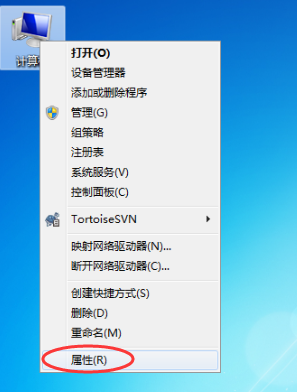 计算
打开(O)
设备管理器
添加或删除程序
管理(G)
组策略
注册表
系统服务(V)
控制面板(C)
TortoiseSVN
映射网络驱动器(N)...
断开网络驱动器(C)...
创建快捷方式(S)
删除(D)
重命名(M)
属性(R)